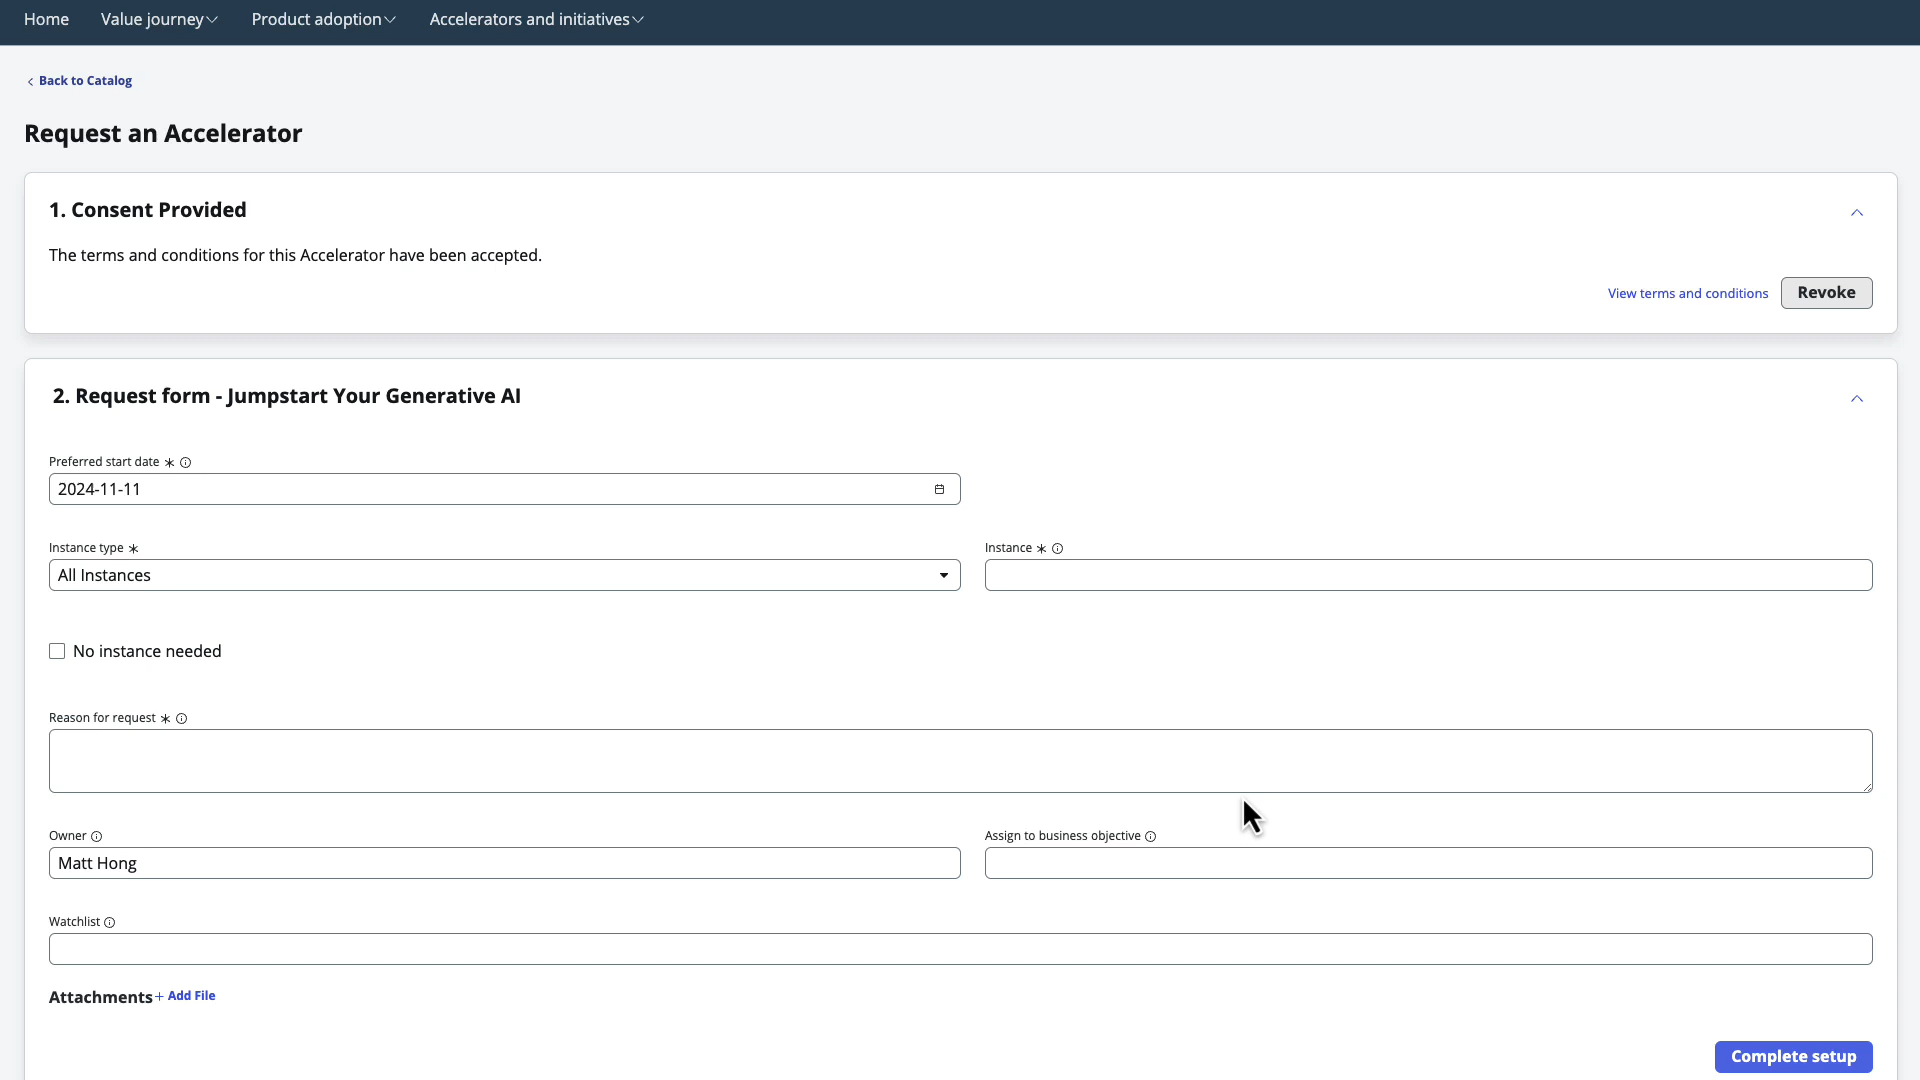 Home Value journey Product adoption Accelerators and initiatives
Back to Catalog
Request an Accelerator
1. Consent Provided
The terms and conditions for this Accelerator have been accepted.
View terms and conditions Revoke
2. Request form - Jumpstart Your Generative AI
Preferred start date *
2024-11-11
Instance type * Instance *
All Instances
No instance needed
Reason for request *
Owner Assign to business objective
Matt Hong
Watchlist
Attachments + Add File
Complete setup